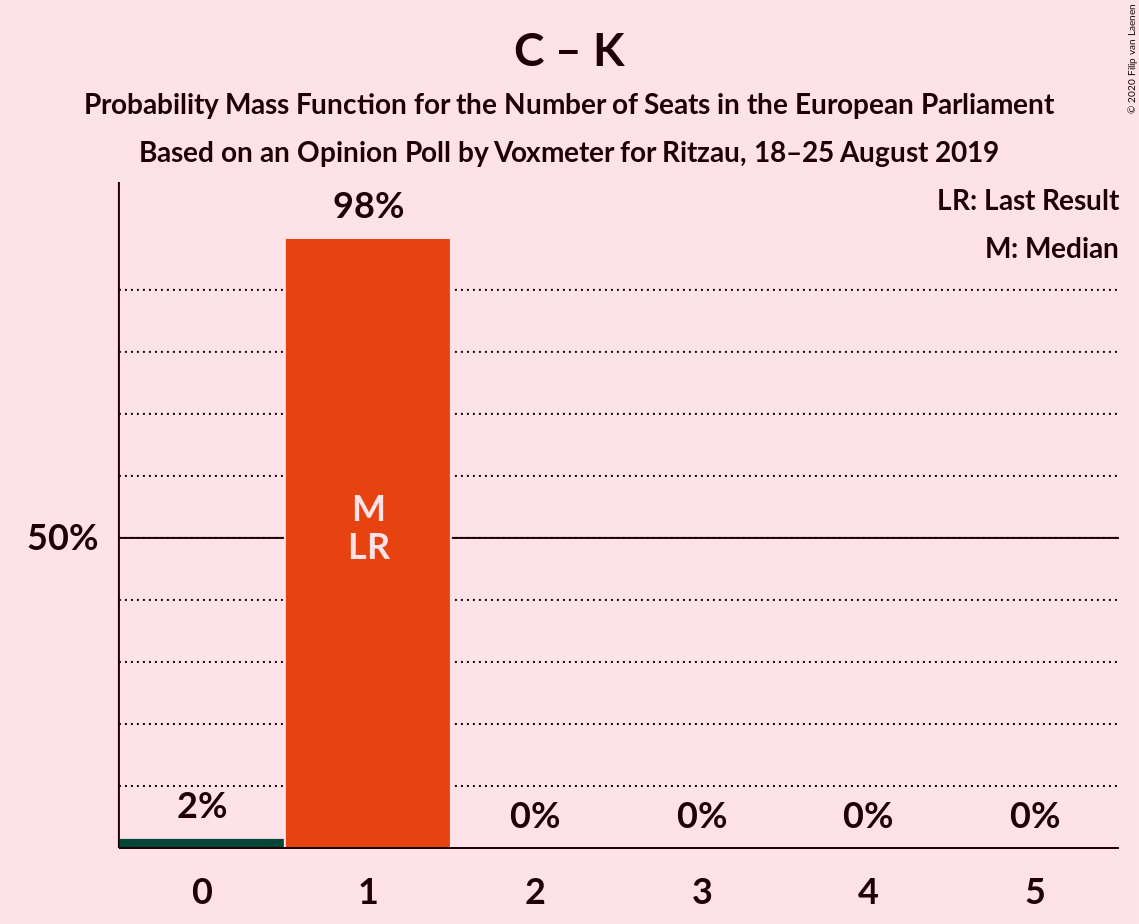 C – K
Probability Mass Function for the Number of Seats in the European Parliament
Based on an Opinion Poll by Voxmeter for Ritzau, 18–25 August 2019
© 2020 Filip van Laenen
LR: Last Result
M: Median
98%
M
LR
50%
2%
0%
0%
0%
0%
0
1
2
3
4
5